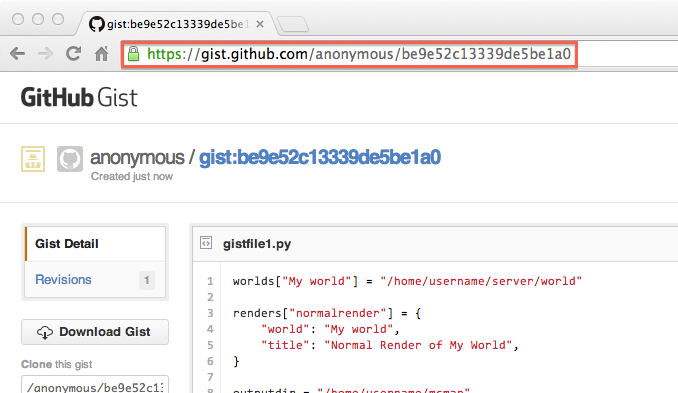 gist:be9e52c13339de5be1
https://gist.github.com/anonymous/be9e52c13339de5be1a0
GitHub Gist
anonymous / gist:be9e52c13339de5be1a0
Created just now
Gist Detail
Revisions 1
Download Gist
Clone this gist
/anonymous/be9e52c13
gistfile1.py
1 worlds["My world"] = "/home/username/server/world"
2
3 renders["normalrender"] = {
4 "world": "My world",
5 "title": "Normal Render of My World",
6 }
7
8 outputdir = "/home/username/mcmap"